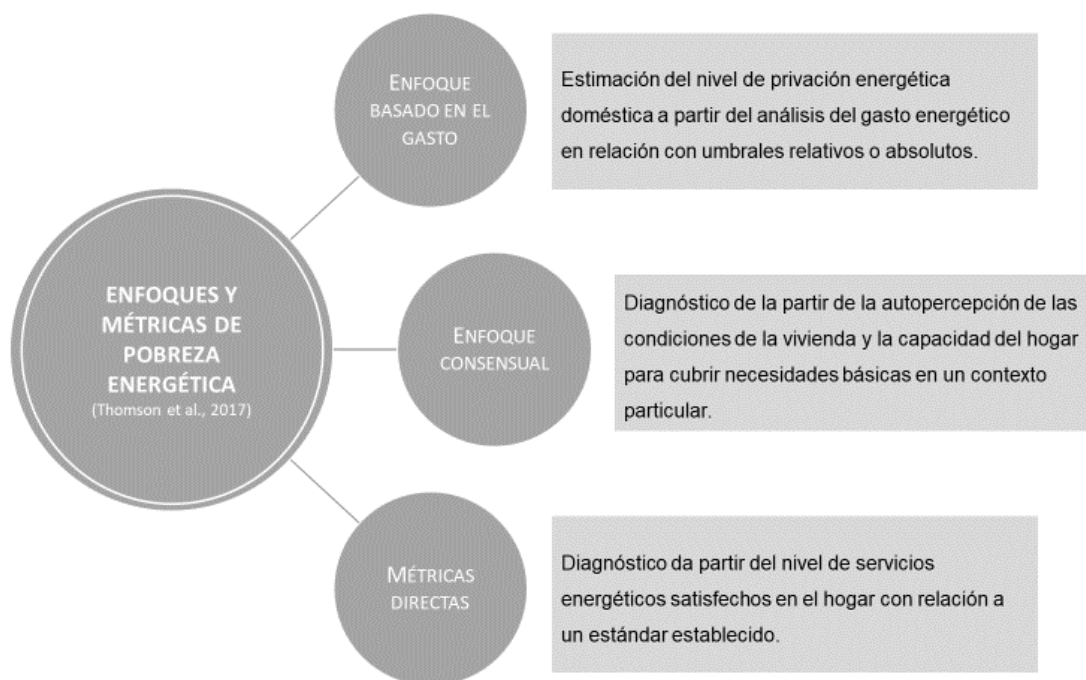 ENFOQUES Y
MÉTRICAS DE
POBREZA
ENERGÉTICA
(Thomson et al., 2017)
ENFOQUE
BASADO EN EL
GASTO
Estimación del nivel de privación energética
doméstica a partir del análisis del gasto energético
en relación con umbrales relativos o absolutos.
ENFOQUE
CONSENSUAL
Diagnóstico de la partir de la autopercepción de las
condiciones de la vivienda y la capacidad del hogar
para cubrir necesidades básicas en un contexto
particular.
MÉTRICAS
DIRECTAS
Diagnóstico da partir del nivel de servicios
energéticos satisfechos en el hogar con relación a
un estándar establecido.